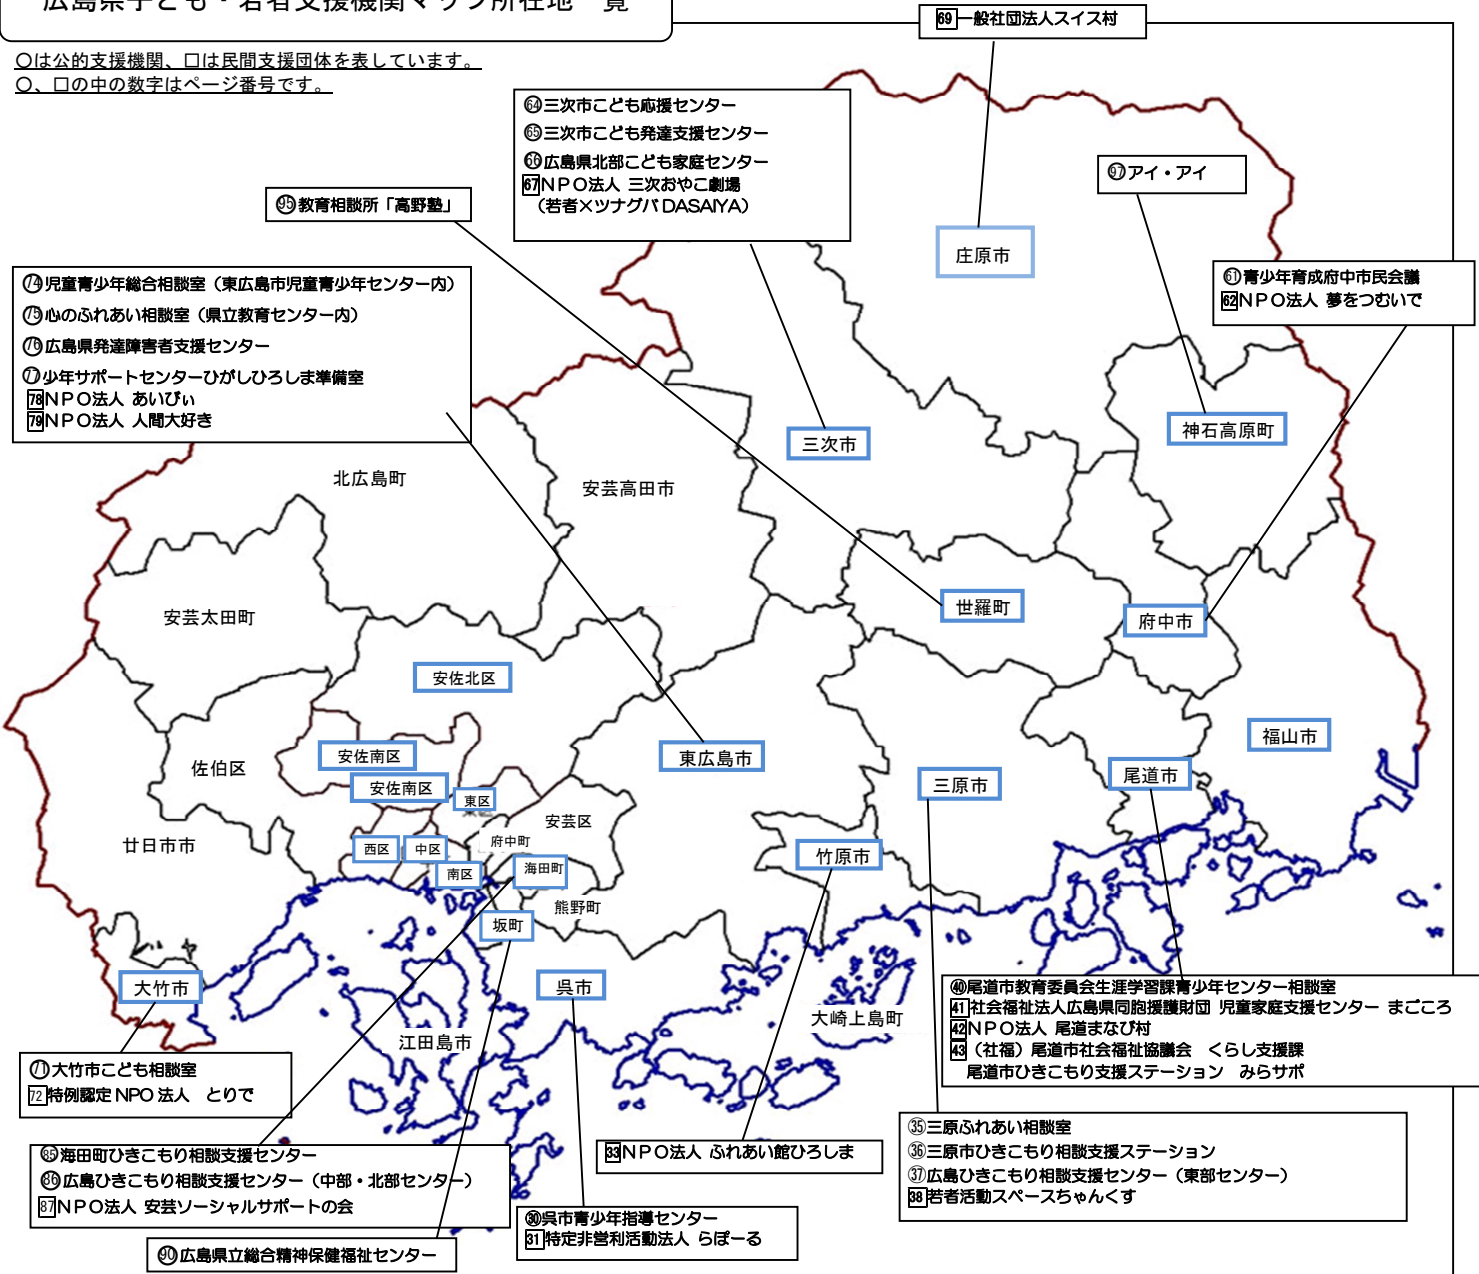 広島県子ども・若者支援機関マップ所在地一覧
〇は公的支援機関、口は民間支援団体を表しています。
〇、口の中の数字はページ番号です。
69一般社団法人スイス村
64三次市こども応援センター
65三次市こども発達支援センター
66広島県北部こども家庭センター
67NPO法人 三次おやこ劇場
（若者×ツナグバ DASAIYA）
97アイ・アイ
95教育相談所「高野塾」
61青少年育成府中市民会議
62NPO法人 夢をつむいで
74児童青少年総合相談室（東広島市児童青少年センター内）
75心のふれあい相談室（県立教育センター内）
76広島県発達障害者支援センター
77少年サポートセンターひがしひろしま準備室
78NPO法人 あいびぃ
79NPO法人 人間大好き
庄原市
三次市
神石高原町
北広島町
安芸高田市
安芸太田町
世羅町
府中市
安佐北区
佐伯区
安佐南区
安佐南区
東区
東広島市
三原市
尾道市
福山市
廿日市市
西区
中区
南区
府中町
安芸区
海田町
熊野町
坂町
竹原市
大竹市
呉市
江田島市
大崎上島町
40尾道市教育委員会生涯学習課青少年センター相談室
41社会福祉法人広島県同胞援護財団 児童家庭支援センター まごころ
42NPO法人 尾道まなび村
43（社福）尾道市社会福祉協議会　くらし支援課
尾道市ひきこもり支援ステーション　みらサポ
71大竹市こども相談室
72特例認定 NPO 法人　とりで
35三原ふれあい相談室
36三原市ひきこもり相談支援ステーション
37広島ひきこもり相談支援センター（東部センター）
38若者活動スペースちゃんくす
33NPO法人 ふれあい館ひろしま
85海田町ひきこもり相談支援センター
86広島ひきこもり相談支援センター（中部・北部センター）
87NPO法人 安芸ソーシャルサポートの会
30呉市青少年指導センター
31特定非営利活動法人 らぽーる
90広島県立総合精神保健福祉センター